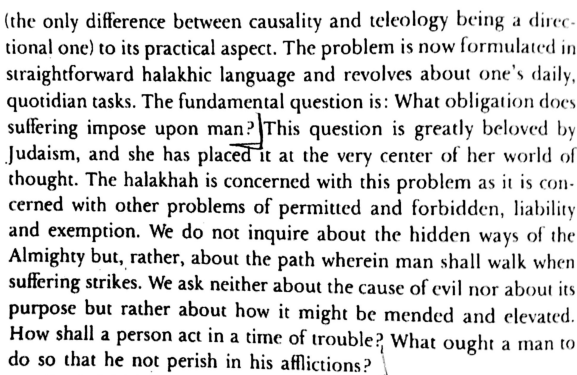 (the only difference between causality and teleology being a direc-
tional one) to its practical aspect. The problem is now formulated in
straightforward halakhic language and revolves about one's daily,
quotidian tasks. The fundamental question is: What obligation does
suffering impose upon man? This question is greatly beloved by
Judaism, and she has placed it at the very center of her world of
thought. The halakhah is concerned with this problem as it is con-
cerned with other problems of permitted and forbidden, liability
and exemption. We do not inquire about the hidden ways of the
Almighty but, rather, about the path wherein man shall walk when
suffering strikes. We ask neither about the cause of evil nor about its
purpose but rather about how it might be mended and elevated.
How shall a person act in a time of trouble? What ought a man to
do so that he not perish in his afflictions?